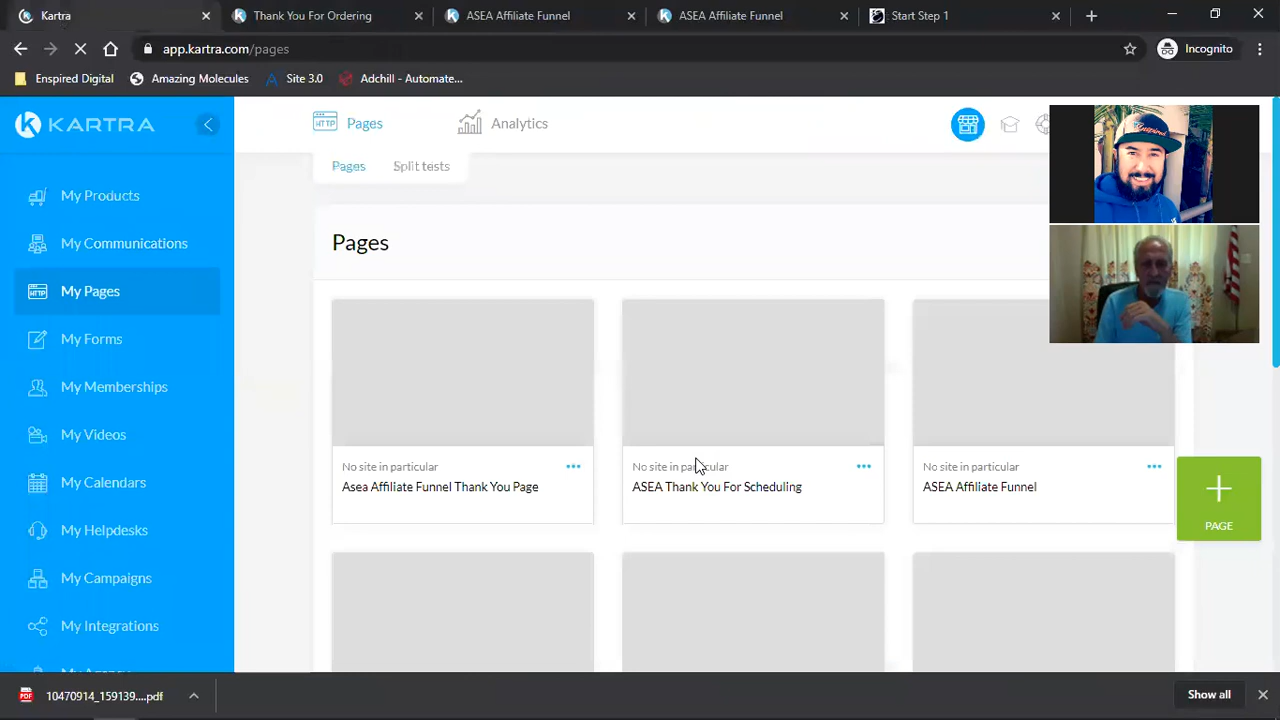 Kartra
Thank You For Ordering
ASEA Affiliate Funnel
ASEA Affiliate Funnel
Start Step 1
app.kartra.com/pages
Incognito
Enspired Digital
Amazing Molecules
Site 3.0
Adchill - Automate...
KARTRA
Pages
Analytics
Pages
Split tests
My Products
My Communications
My Pages
My Forms
My Memberships
My Videos
My Calendars
My Helpdesks
My Campaigns
My Integrations
Pages
No site in particular
Asea Affiliate Funnel Thank You Page
No site in particular
ASEA Thank You For Scheduling
No site in particular
ASEA Affiliate Funnel
PAGE
10470914_159139....pdf
Show all